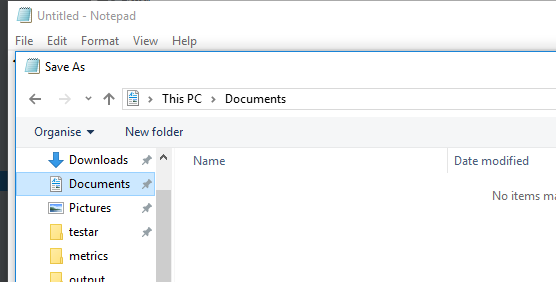 Untitled - Notepad
File Edit Format View Help
Save As
This PC > Documents
Organise New folder
Downloads
Documents
Pictures
testar
metrics
output
Name Date modified
No items ma